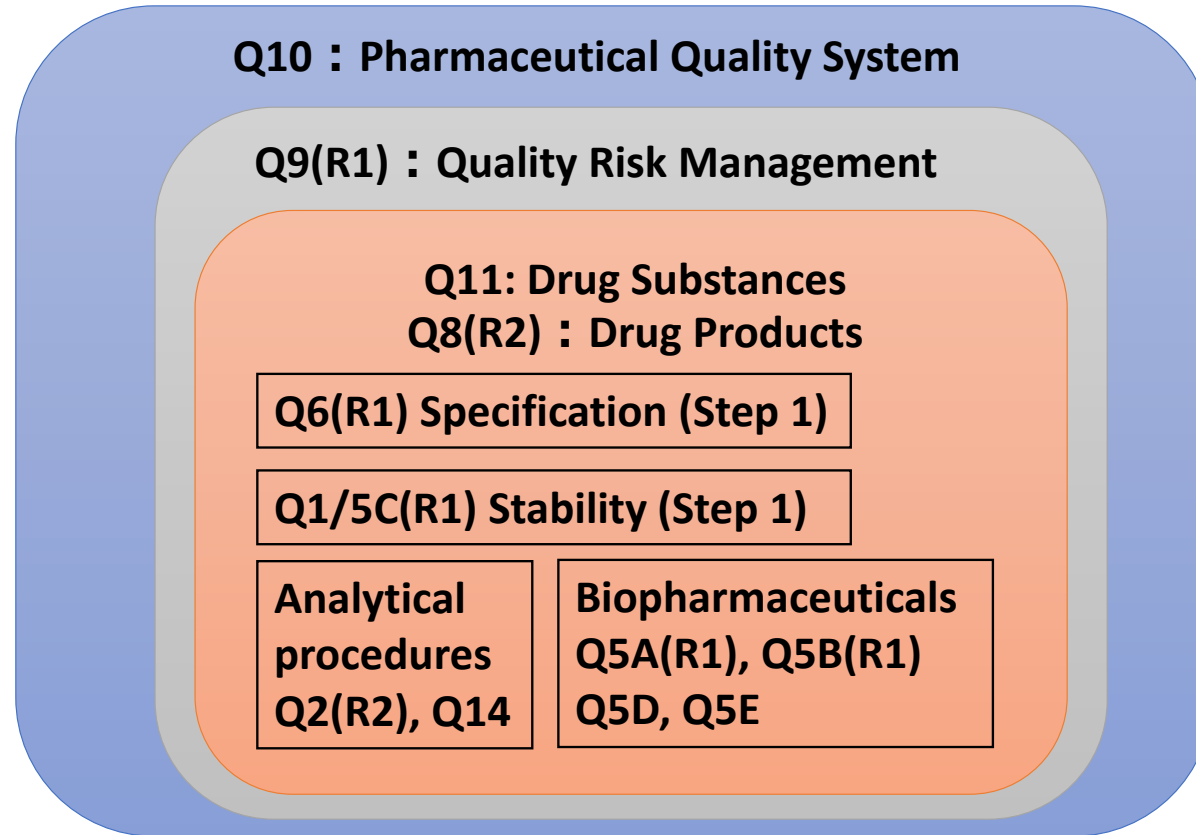 Q10：Pharmaceutical Quality System
Q9(R1)：Quality Risk Management
Q11: Drug Substances
Q8(R2)：Drug Products
Q6(R1) Specification (Step 1)
Q1/5C(R1) Stability (Step 1)
Analytical
procedures
Q2(R2), Q14
Biopharmaceuticals
Q5A(R1), Q5B(R1)
Q5D, Q5E